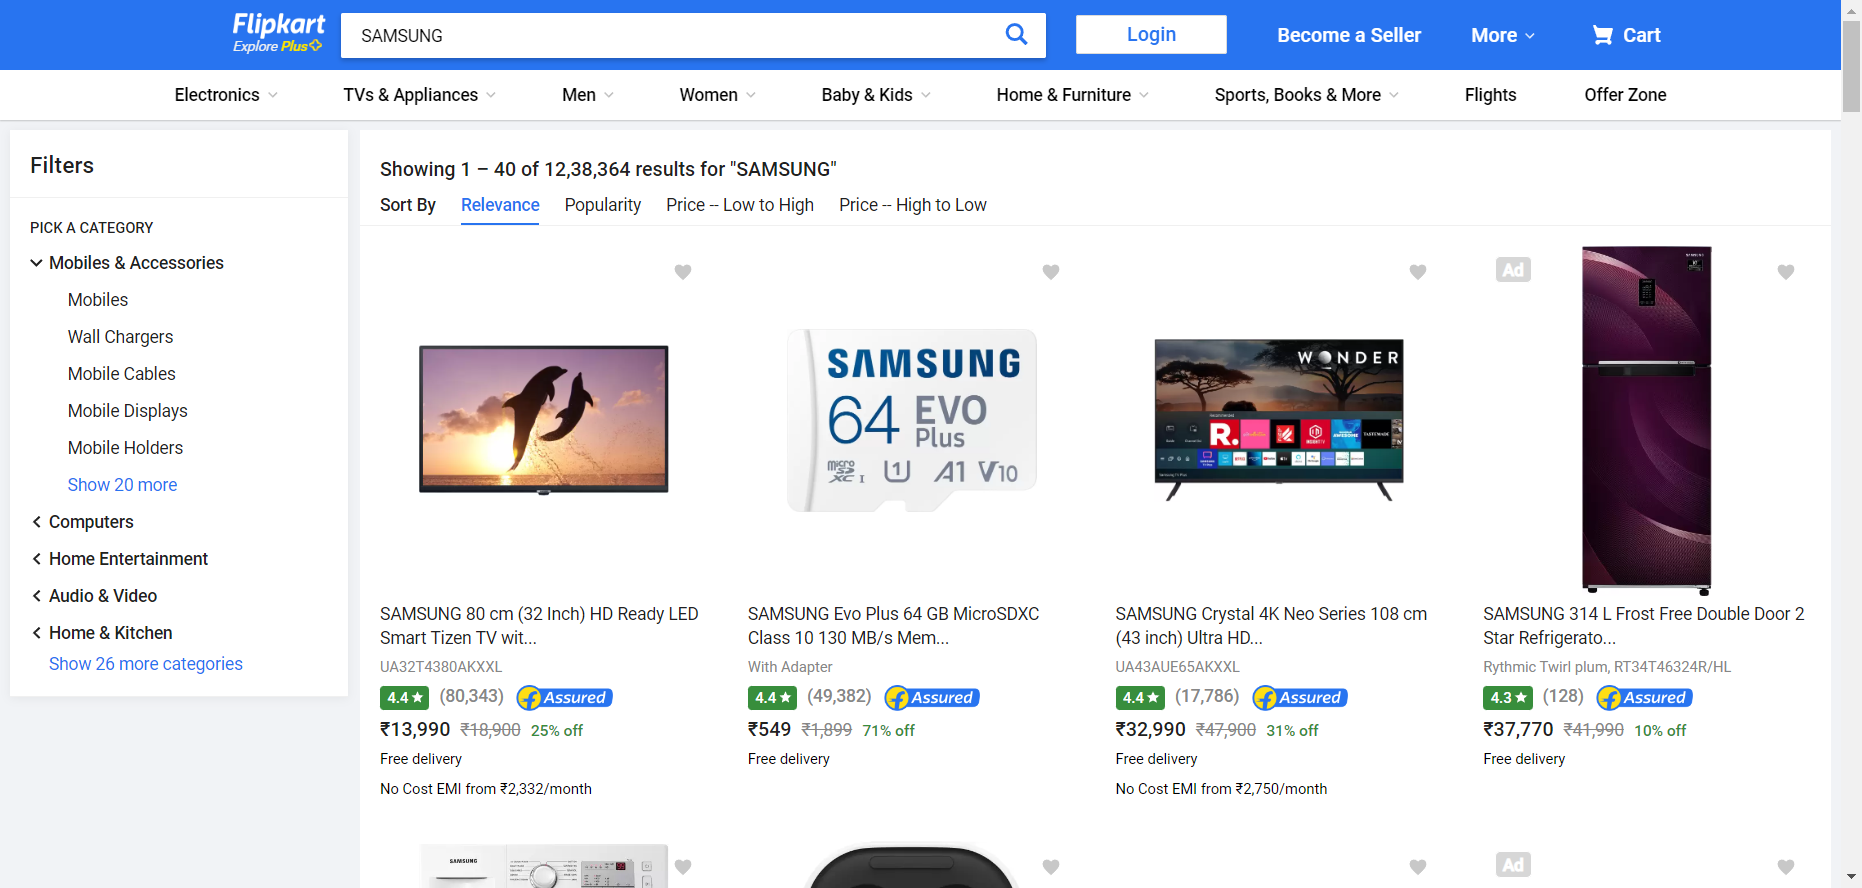 Flipkart
Explore Plus
SAMSUNG
Login
Become a Seller
More
Cart
Electronics
TVs & Appliances
Men
Women
Baby & Kids
Home & Furniture
Sports, Books & More
Flights
Offer Zone
Filters
PICK A CATEGORY
Mobiles & Accessories
Mobiles
Wall Chargers
Mobile Cables
Mobile Displays
Mobile Holders
Show 20 more
Computers
Home Entertainment
Audio & Video
Home & Kitchen
Show 26 more categories
Showing 1 – 40 of 12,38,364 results for "SAMSUNG"
Sort By
Relevance
Popularity
Price -- Low to High
Price -- High to Low
SAMSUNG 80 cm (32 Inch) HD Ready LED
Smart Tizen TV wit...
UA32T4380AKXXL
4.4★ (80,343) Assured
₹13,990 ₹18,900 25% off
Free delivery
No Cost EMI from ₹2,332/month
SAMSUNG
64 EVO
Plus
micro
SD
XC I U1 A1 V10
SAMSUNG Evo Plus 64 GB MicroSDXC
Class 10 130 MB/s Mem...
With Adapter
4.4★ (49,382) Assured
₹549 ₹1,899 71% off
Free delivery
WONDER
R.
SAMSUNG Crystal 4K Neo Series 108 cm
(43 inch) Ultra HD...
UA43AUE65AKXXL
4.4★ (17,786) Assured
₹32,990 ₹47,900 31% off
Free delivery
No Cost EMI from ₹2,750/month
Ad
SAMSUNG
SAMSUNG 314 L Frost Free Double Door 2
Star Refrigerato...
Rythmic Twirl plum, RT34T46324R/HL
4.3★ (128) Assured
₹37,770 ₹41,990 10% off
Free delivery
SAMSUNG
Ad